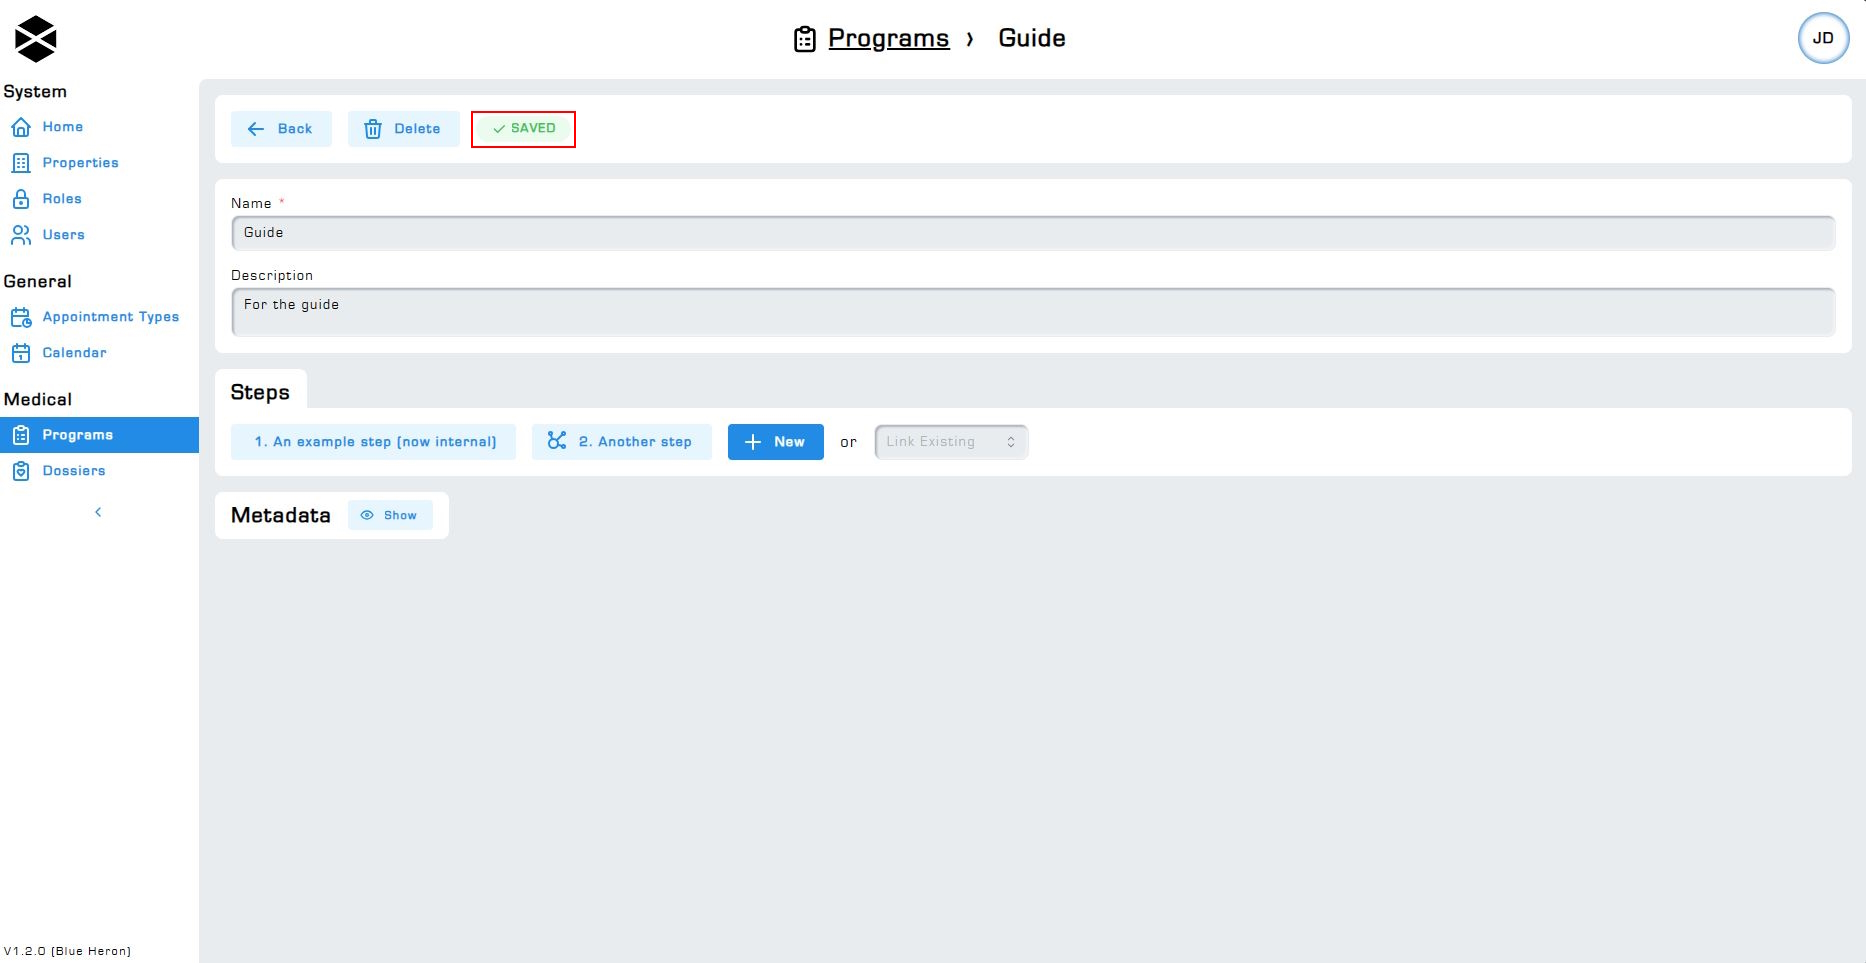 Programs › Guide
JD
System
Home
Properties
Roles
Users
General
Appointment Types
Calendar
Medical
Programs
Dossiers
V1.2.0 (Blue Heron)
Back
Delete
SAVED
Name *
Guide
Description
For the guide
Steps
1. An example step (now internal)
2. Another step
New
or
Link Existing
Metadata
Show